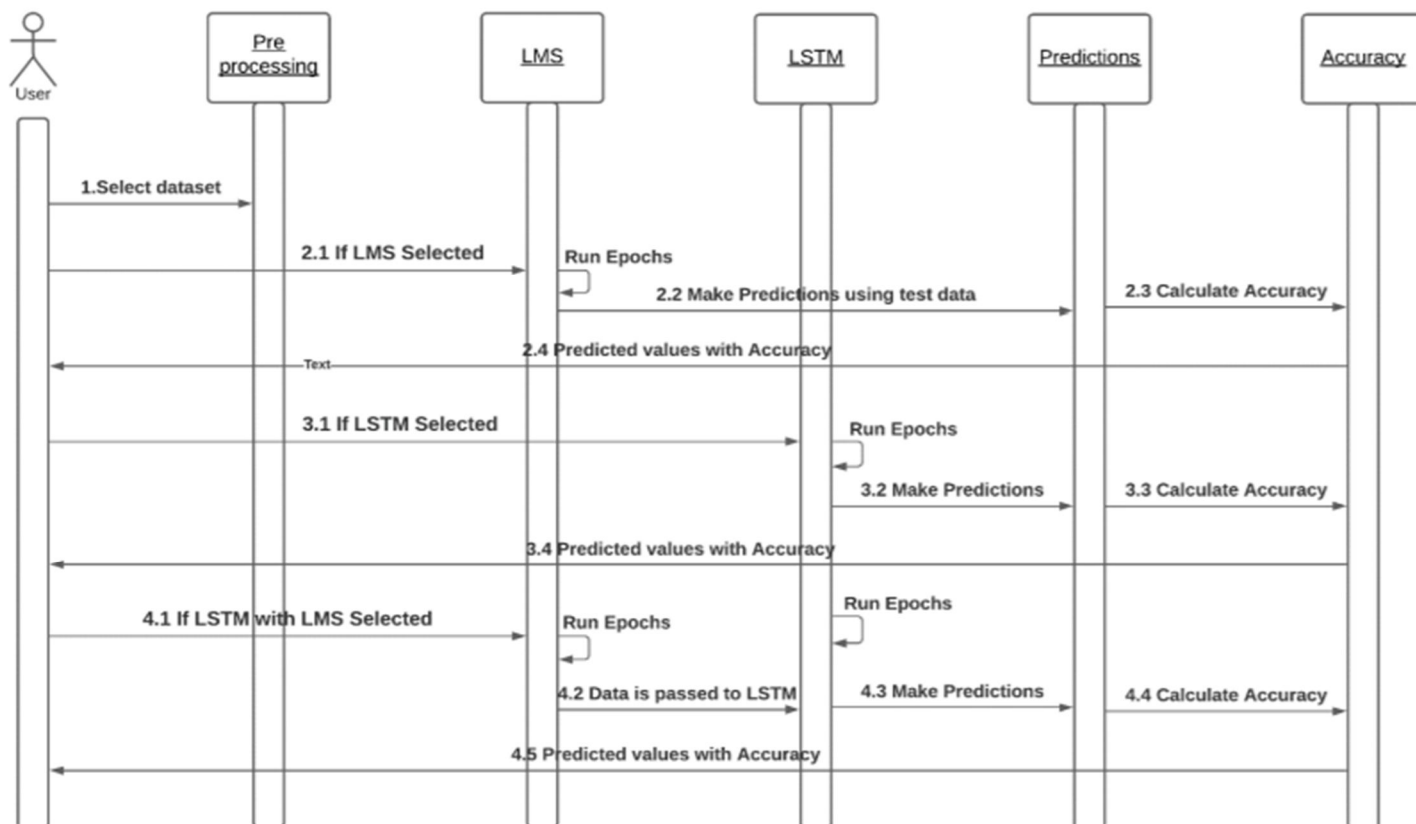 User
Pre
processing
LMS
LSTM
Predictions
Accuracy
1.Select dataset
2.1 If LMS Selected
Run Epochs
2.2 Make Predictions using test data
2.3 Calculate Accuracy
2.4 Predicted values with Accuracy
Text
3.1 If LSTM Selected
Run Epochs
3.2 Make Predictions
3.3 Calculate Accuracy
3.4 Predicted values with Accuracy
4.1 If LSTM with LMS Selected
Run Epochs
Run Epochs
4.2 Data is passed to LSTM
4.3 Make Predictions
4.4 Calculate Accuracy
4.5 Predicted values with Accuracy